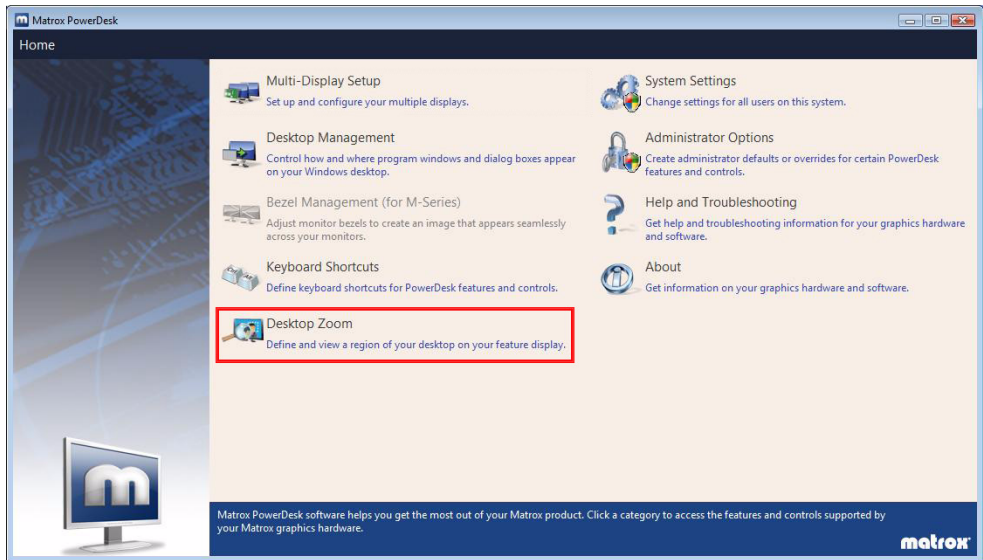 Matrox PowerDesk
Home
Multi-Display Setup
Set up and configure your multiple displays.
Desktop Management
Control how and where program windows and dialog boxes appear
on your Windows desktop.
Bezel Management (for M-Series)
Adjust monitor bezels to create an image that appears seamlessly
across your monitors.
Keyboard Shortcuts
Define keyboard shortcuts for PowerDesk features and controls.
Desktop Zoom
Define and view a region of your desktop on your feature display.
System Settings
Change settings for all users on this system.
Administrator Options
Create administrator defaults or overrides for certain PowerDesk
features and controls.
Help and Troubleshooting
Get help and troubleshooting information for your graphics hardware
and software.
About
Get information on your graphics hardware and software.
m
Matrox PowerDesk software helps you get the most out of your Matrox product. Click a category to access the features and controls supported by
your Matrox graphics hardware.
matrox